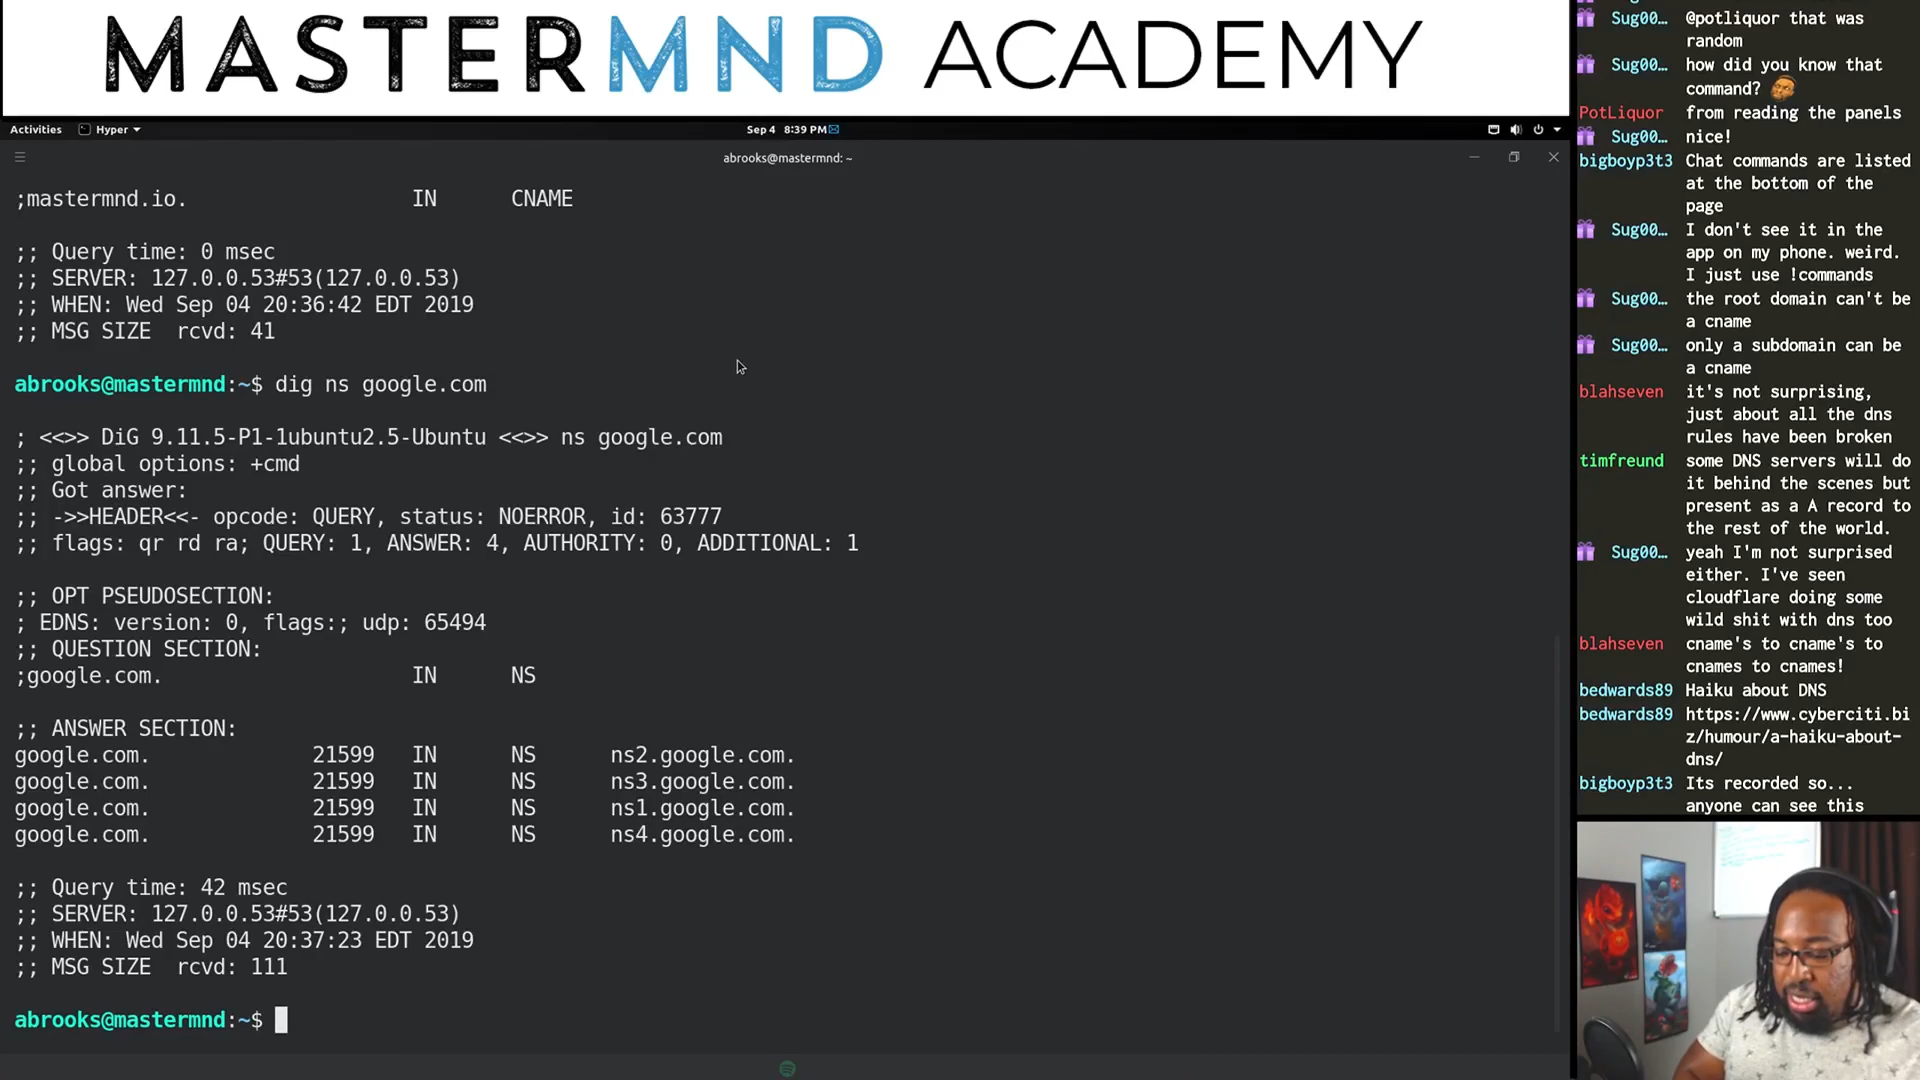 MASTERMND ACADEMY
Activities Hyper Sep 4 8:39 PM
abrooks@mastermnd: ~
;mastermnd.io. IN CNAME
;; Query time: 0 msec
;; SERVER: 127.0.0.53#53(127.0.0.53)
;; WHEN: Wed Sep 04 20:36:42 EDT 2019
;; MSG SIZE rcvd: 41
abrooks@mastermnd:~$ dig ns google.com
; <<>> DiG 9.11.5-P1-1ubuntu2.5-Ubuntu <<>> ns google.com
;; global options: +cmd
;; Got answer:
;; ->>HEADER<<- opcode: QUERY, status: NOERROR, id: 63777
;; flags: qr rd ra; QUERY: 1, ANSWER: 4, AUTHORITY: 0, ADDITIONAL: 1
;; OPT PSEUDOSECTION:
; EDNS: version: 0, flags:; udp: 65494
;; QUESTION SECTION:
;google.com. IN NS
;; ANSWER SECTION:
google.com. 21599 IN NS ns2.google.com.
google.com. 21599 IN NS ns3.google.com.
google.com. 21599 IN NS ns1.google.com.
google.com. 21599 IN NS ns4.google.com.
;; Query time: 42 msec
;; SERVER: 127.0.0.53#53(127.0.0.53)
;; WHEN: Wed Sep 04 20:37:23 EDT 2019
;; MSG SIZE rcvd: 111
abrooks@mastermnd:~$
Sug00… @potliquor that was
random
Sug00… how did you know that
command?
PotLiquor from reading the panels
Sug00… nice!
bigboyp3t3 Chat commands are listed
at the bottom of the
page
Sug00… I don't see it in the
app on my phone. weird.
I just use !commands
Sug00… the root domain can't be
a cname
Sug00… only a subdomain can be
a cname
blahseven it's not surprising,
just about all the dns
rules have been broken
timfreund some DNS servers will do
it behind the scenes but
present as a A record to
the rest of the world.
Sug00… yeah I'm not surprised
either. I've seen
cloudflare doing some
wild shit with dns too
blahseven cname's to cname's to
cnames to cnames!
bedwards89 Haiku about DNS
bedwards89 https://www.cyberciti.bi
z/humour/a-haiku-about-
dns/
bigboyp3t3 Its recorded so...
anyone can see this